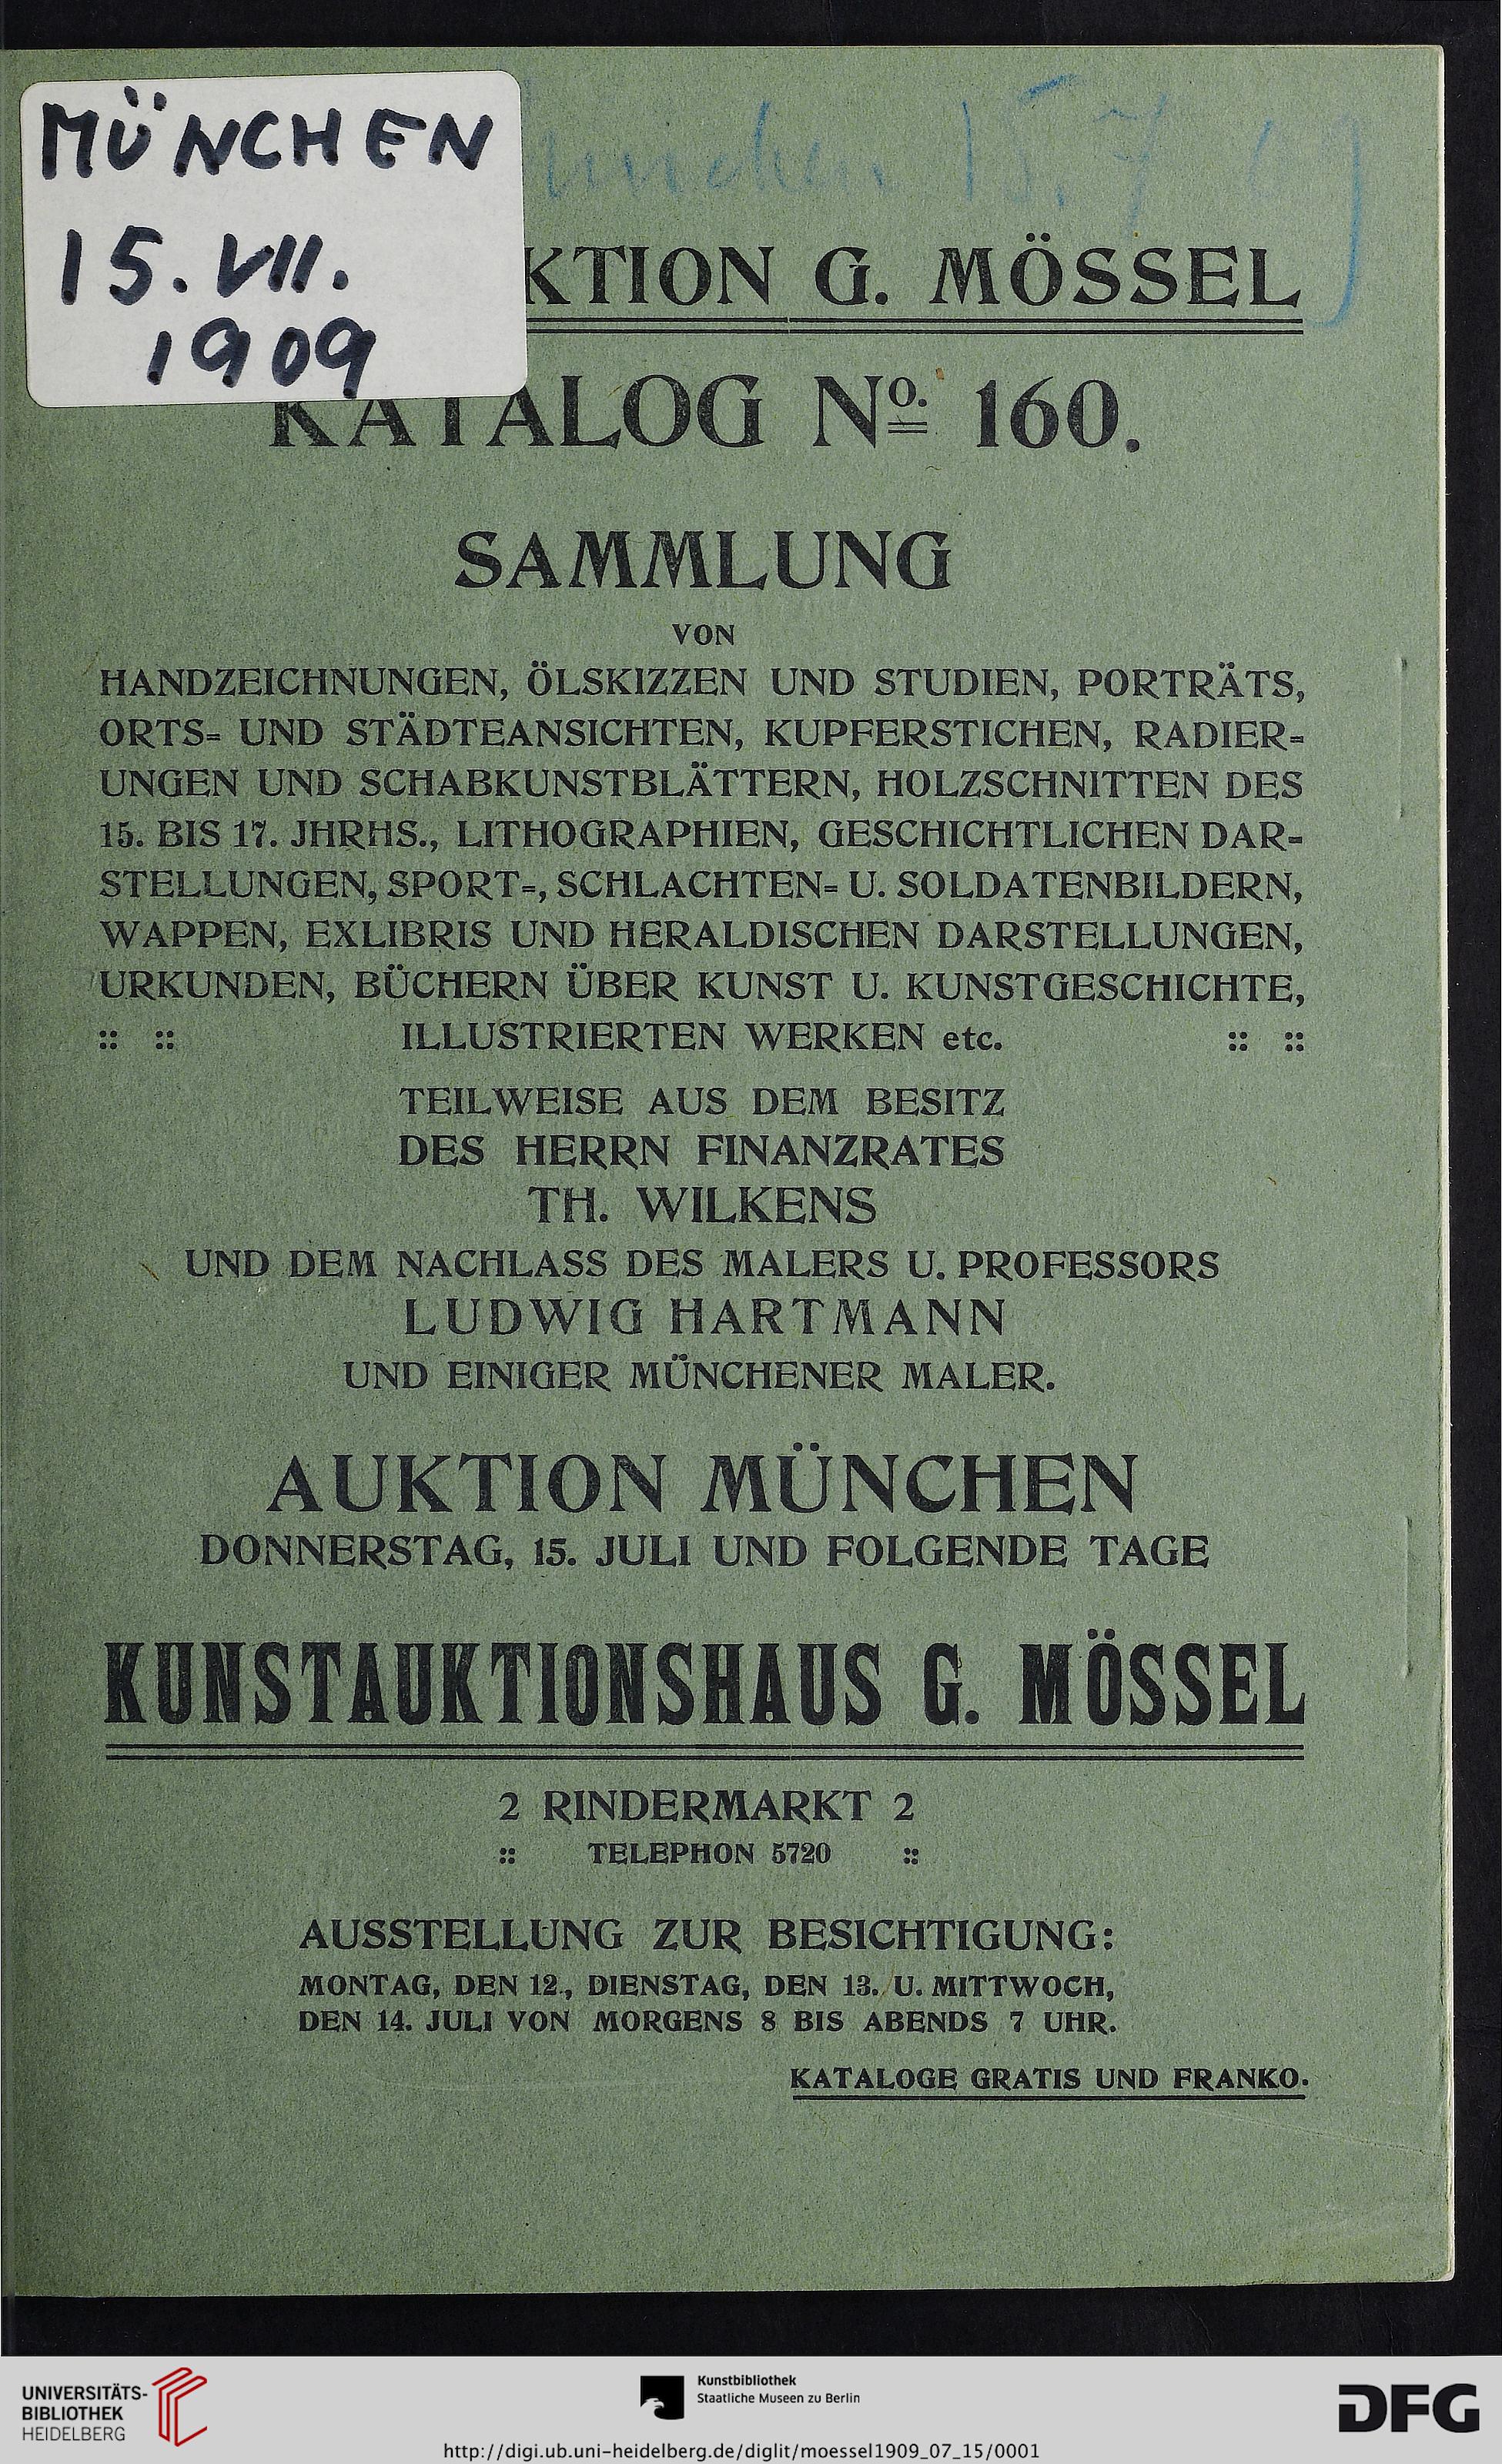 MÜNCHEN
15. VII.
1909
München 15. 7 09
KTION G. MÖSSEL
KATALOG Nº 160.
SAMMLUNG
VON
HANDZEICHNUNGEN, ÖLSKIZZEN UND STUDIEN, PORTRÄTS,
ORTS= UND STÄDTEANSICHTEN, KUPFERSTICHEN, RADIER=
UNGEN UND SCHABKUNSTBLÄTTERN, HOLZSCHNITTEN DES
15. BIS 17. JHRHS., LITHOGRAPHIEN, GESCHICHTLICHEN DAR=
STELLUNGEN, SPORT=, SCHLACHTEN= U. SOLDATENBILDERN,
WAPPEN, EXLIBRIS UND HERALDISCHEN DARSTELLUNGEN,
URKUNDEN, BÜCHERN ÜBER KUNST U. KUNSTGESCHICHTE,
:: :: ILLUSTRIERTEN WERKEN etc. :: ::
TEILWEISE AUS DEM BESITZ
DES HERRN FINANZRATES
TH. WILKENS
UND DEM NACHLASS DES MALERS U. PROFESSORS
LUDWIG HARTMANN
UND EINIGER MÜNCHENER MALER.
AUKTION MÜNCHEN
DONNERSTAG, 15. JULI UND FOLGENDE TAGE
KUNSTAUKTIONSHAUS G. MÖSSEL
2 RINDERMARKT 2
:: TELEPHON 5720 ::
AUSSTELLUNG ZUR BESICHTIGUNG:
MONTAG, DEN 12., DIENSTAG, DEN 13. U. MITTWOCH,
DEN 14. JULI VON MORGENS 8 BIS ABENDS 7 UHR.
KATALOGE GRATIS UND FRANKO.
UNIVERSITÄTS-
BIBLIOTHEK
HEIDELBERG
Kunstbibliothek
Staatliche Museen zu Berlin
DFG
http://digi.ub.uni-heidelberg.de/diglit/moessel1909_07_15/0001